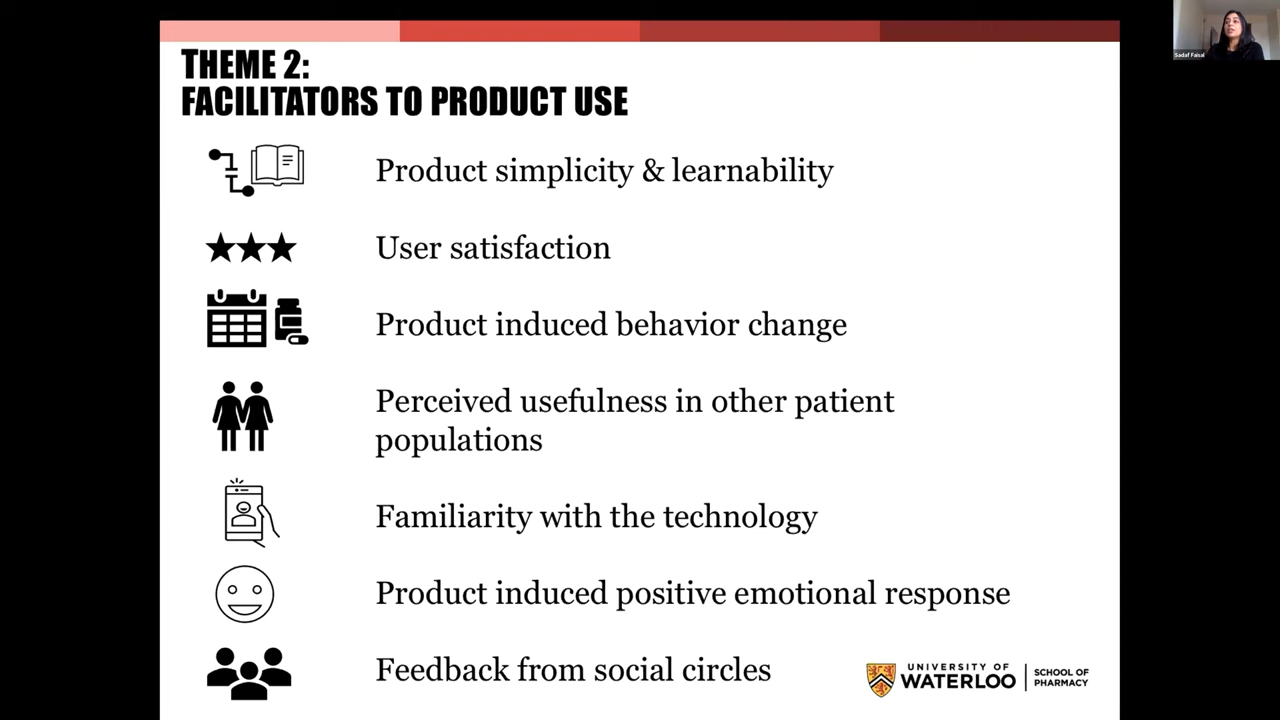 THEME 2:
FACILITATORS TO PRODUCT USE
Product simplicity & learnability
User satisfaction
Product induced behavior change
Perceived usefulness in other patient
populations
Familiarity with the technology
Product induced positive emotional response
Feedback from social circles
UNIVERSITY OF
WATERLOO
SCHOOL OF
PHARMACY
Sadaf Faisal